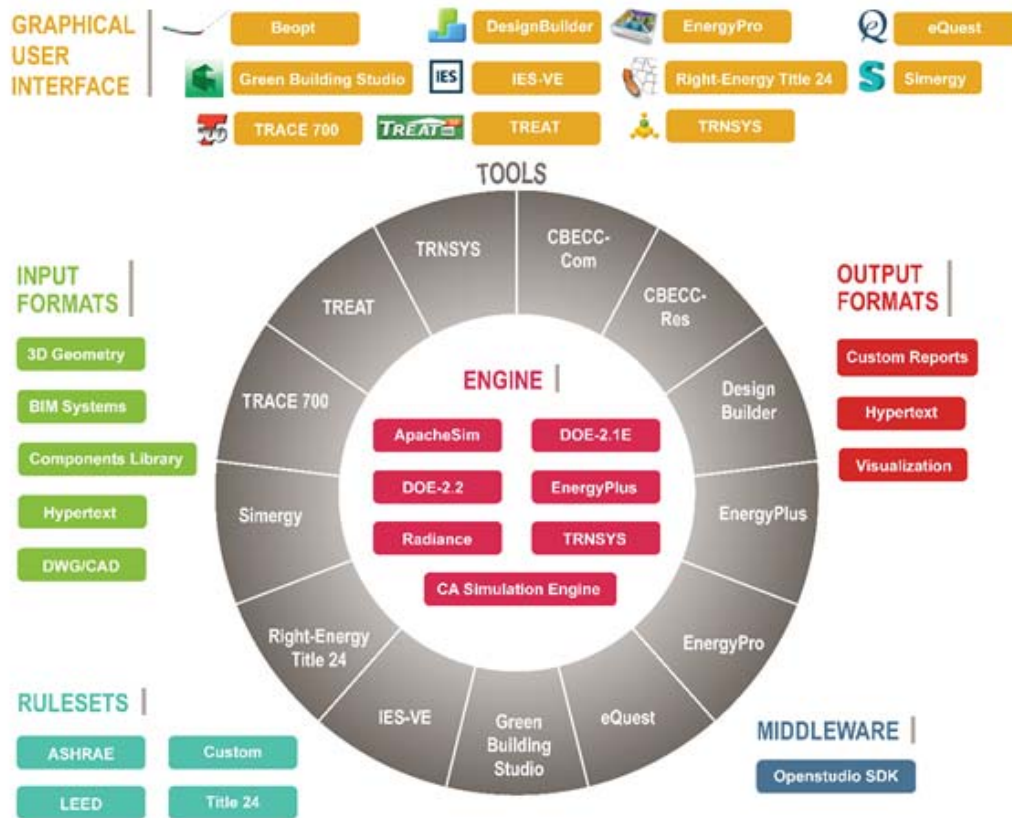 GRAPHICAL
USER
INTERFACE
Beopt
DesignBuilder
EnergyPro
eQuest
Green Building Studio
IES
IES-VE
Right-Energy Title 24
Simergy
TRACE 700
TREAT
TREAT
TRNSYS
TOOLS
TRNSYS
CBECC-
Com
CBECC-
Res
Design
Builder
EnergyPlus
EnergyPro
eQuest
Green
Building
Studio
IES-VE
Right-Energy
Title 24
Simergy
TRACE 700
TREAT
INPUT
FORMATS
3D Geometry
BIM Systems
Components Library
Hypertext
DWG/CAD
ENGINE
ApacheSim
DOE-2.1E
DOE-2.2
EnergyPlus
Radiance
TRNSYS
CA Simulation Engine
OUTPUT
FORMATS
Custom Reports
Hypertext
Visualization
RULESETS
ASHRAE
Custom
LEED
Title 24
MIDDLEWARE
Openstudio SDK